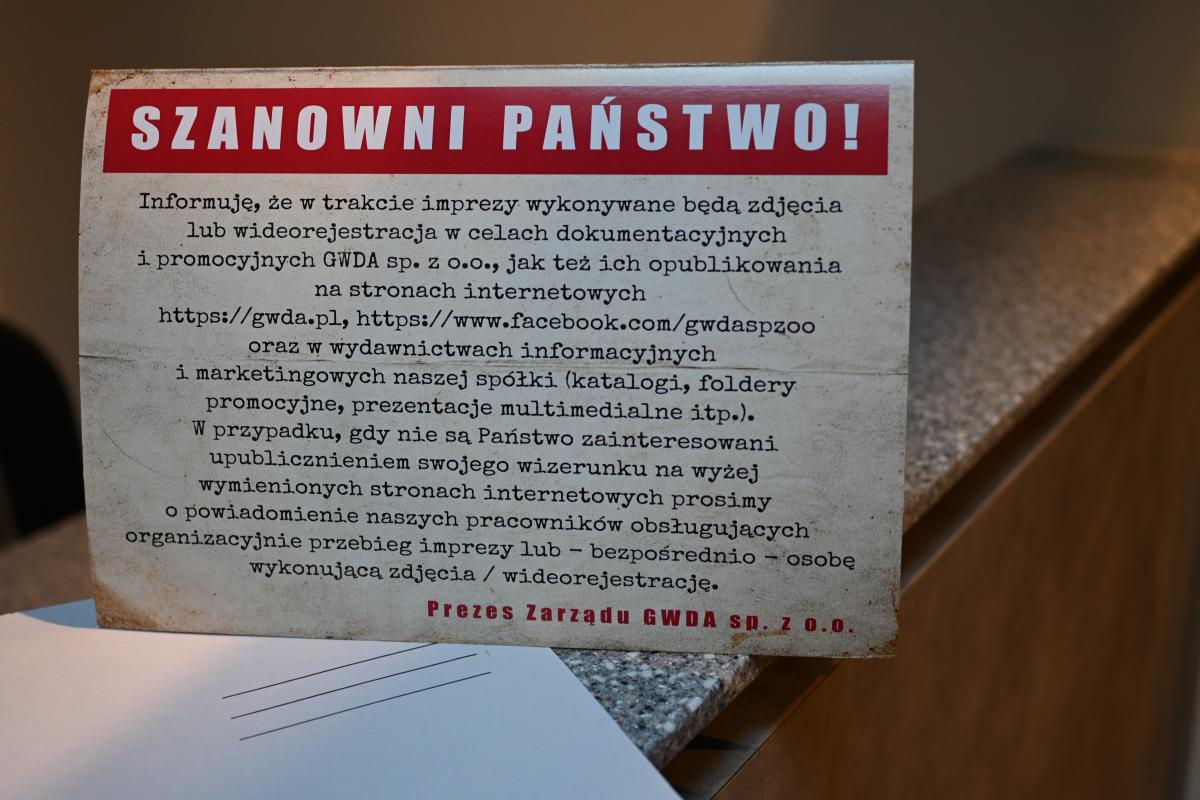 SZANOWNI PAŃSTWO!
Informuję, że w trakcie imprezy wykonywane będą zdjęcia
lub wideorejestracja w celach dokumentacyjnych
i promocyjnych GWDA sp. z o.o., jak też ich opublikowania
na stronach internetowych
https://gwda.pl, https://www.facebook.com/gwdaspzoo
oraz w wydawnictwach informacyjnych
i marketingowych naszej spółki (katalogi, foldery
promocyjne, prezentacje multimedialne itp.).
W przypadku, gdy nie są Państwo zainteresowani
upublicznieniem swojego wizerunku na wyżej
wymienionych stronach internetowych prosimy
o powiadomienie naszych pracowników obsługujących
organizacyjnie przebieg imprezy lub – bezpośrednio – osobę
wykonującą zdjęcia / wideorejestrację.
Prezes Zarządu GWDA sp. z o.o.